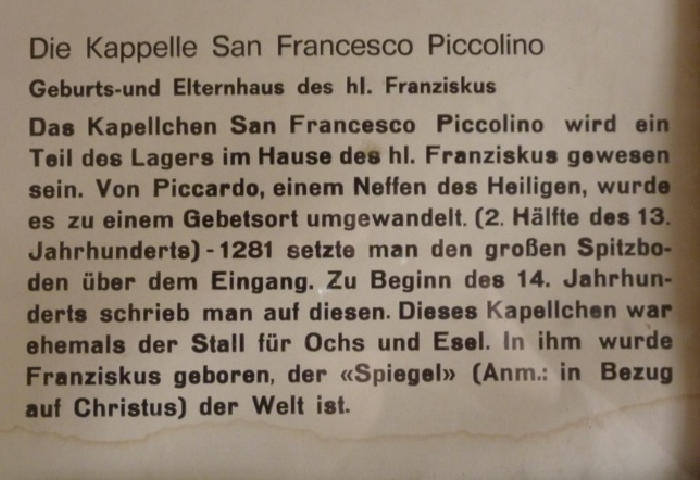 Die Kappelle San Francesco Piccolino
Geburts-und Elternhaus des hl. Franziskus
Das Kapellchen San Francesco Piccolino wird ein
Teil des Lagers im Hause des hl. Franziskus gewesen
sein. Von Piccardo, einem Neffen des Heiligen, wurde
es zu einem Gebetsort umgewandelt. (2. Hälfte des 13.
Jahrhunderts) - 1281 setzte man den großen Spitzbo-
den über dem Eingang. Zu Beginn des 14. Jahrhun-
derts schrieb man auf diesen. Dieses Kapellchen war
ehemals der Stall für Ochs und Esel. In ihm wurde
Franziskus geboren, der «Spiegel» (Anm.: in Bezug
auf Christus) der Welt ist.